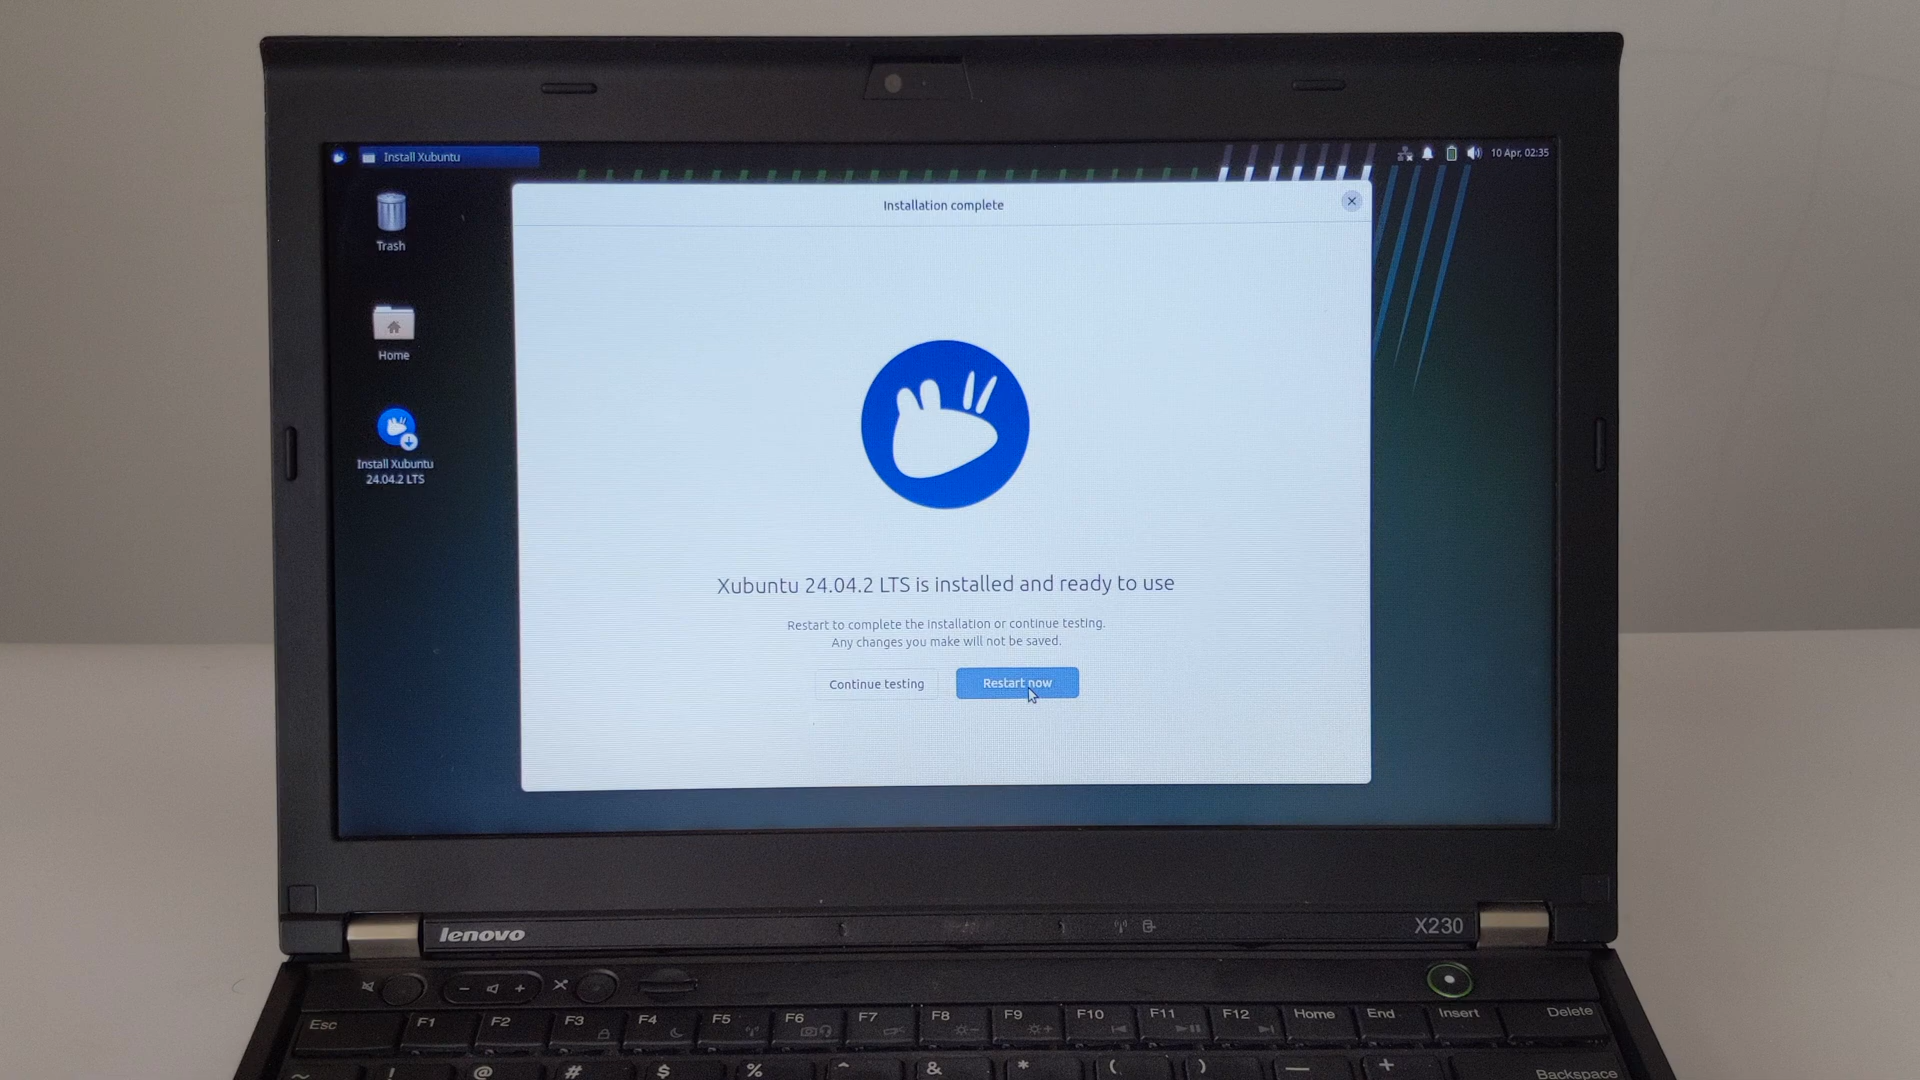 Install Xubuntu
10 Apr, 02:35
Trash
Home
Install Xubuntu
24.04.2 LTS
Installation complete
Xubuntu 24.04.2 LTS is installed and ready to use
Restart to complete the installation or continue testing.
Any changes you make will not be saved.
Continue testing
Restart now
lenovo
X230
Esc
F1
F2
F3
F4
F5
F6
F7
F8
F9
F10
F11
F12
Home
End
Insert
Delete
~
!
@
#
$
%
^
&
*
(
)
—
+
Backspace